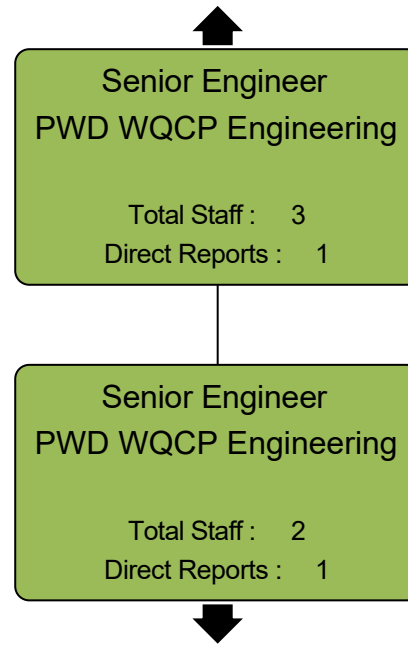 Senior Engineer
PWD WQCP Engineering
Total Staff : 3
Direct Reports : 1
Senior Engineer
PWD WQCP Engineering
Total Staff : 2
Direct Reports : 1